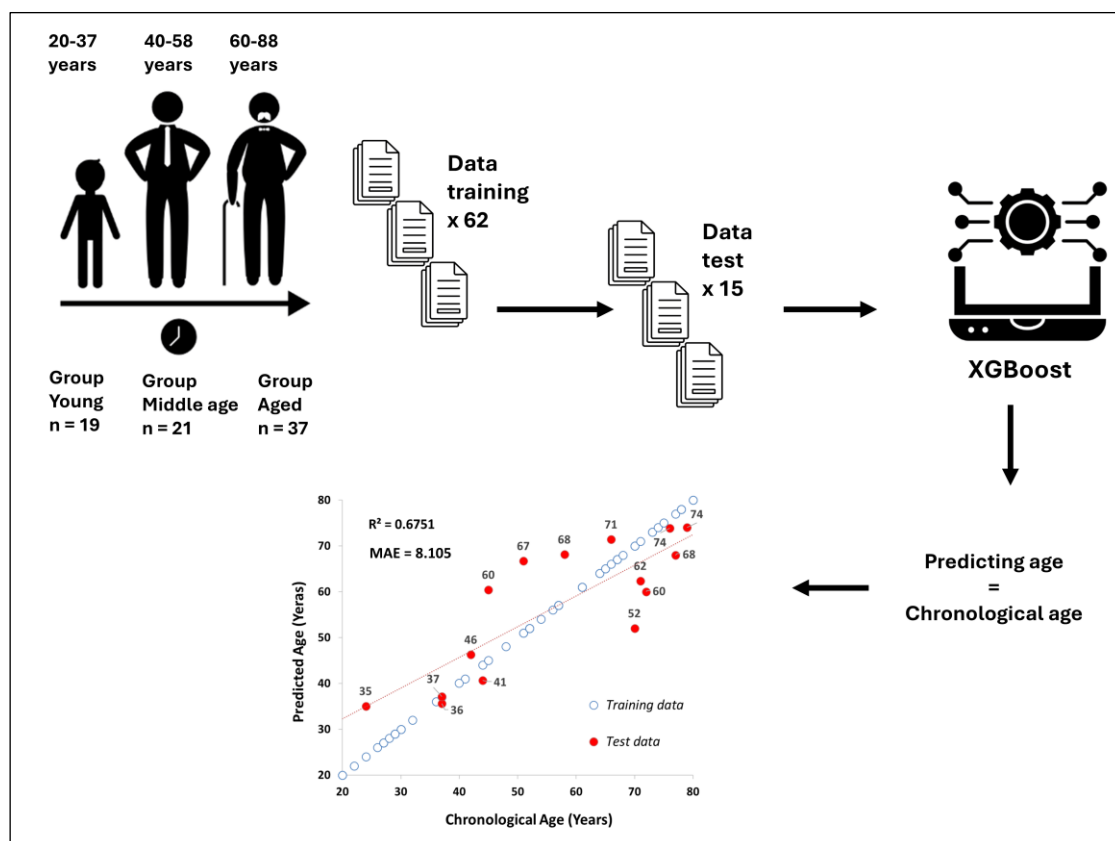 20-37
years
40-58
years
60-88
years
Group
Young
n = 19
Group
Middle age
n = 21
Group
Aged
n = 37
Data
training
x 62
Data
test
x 15
XGBoost
Predicting age
=
Chronological age
R² = 0.6751
MAE = 8.105
Predicted Age (Yeras)
80
70
60
50
40
30
20
20
30
40
50
60
70
80
Chronological Age (Years)
35
37
36
46
41
60
67
68
71
52
62
60
74
74
68
Training data
Test data